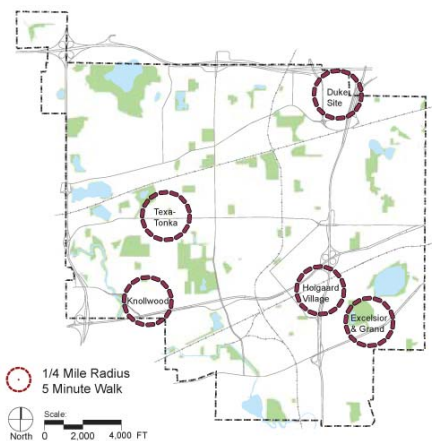 Duke
Site
Texa-
Tonka
Knollwood
Hoigaard
Village
Excelsior
& Grand
1/4 Mile Radius
5 Minute Walk
Scale:
North
0 2,000 4,000 FT